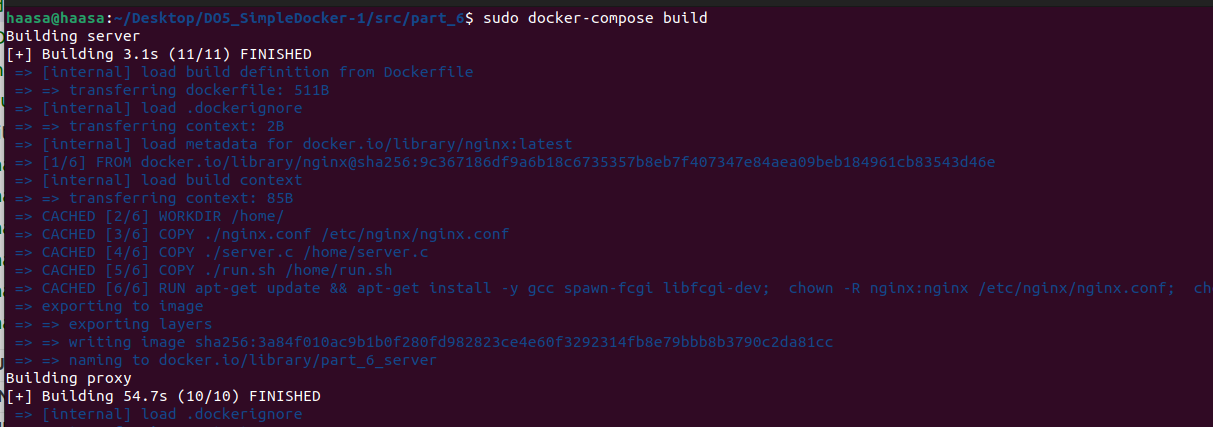 haasa@haasa:~/Desktop/DO5_SimpleDocker-1/src/part_6$ sudo docker-compose build
Building server
[+] Building 3.1s (11/11) FINISHED
=> [internal] load build definition from Dockerfile
=> => transferring dockerfile: 511B
=> [internal] load .dockerignore
=> => transferring context: 2B
=> [internal] load metadata for docker.io/library/nginx:latest
=> [1/6] FROM docker.io/library/nginx@sha256:9c367186df9a6b18c6735357b8eb7f407347e84aea09beb184961cb83543d46e
=> [internal] load build context
=> => transferring context: 85B
=> CACHED [2/6] WORKDIR /home/
=> CACHED [3/6] COPY ./nginx.conf /etc/nginx/nginx.conf
=> CACHED [4/6] COPY ./server.c /home/server.c
=> CACHED [5/6] COPY ./run.sh /home/run.sh
=> CACHED [6/6] RUN apt-get update && apt-get install -y gcc spawn-fcgi libfcgi-dev;  chown -R nginx:nginx /etc/nginx/nginx.conf;  ch
=> exporting to image
=> => exporting layers
=> => writing image sha256:3a84f010ac9b1b0f280fd982823ce4e60f3292314fb8e79bbb8b3790c2da81cc
=> => naming to docker.io/library/part_6_server
Building proxy
[+] Building 54.7s (10/10) FINISHED
=> [internal] load .dockerignore